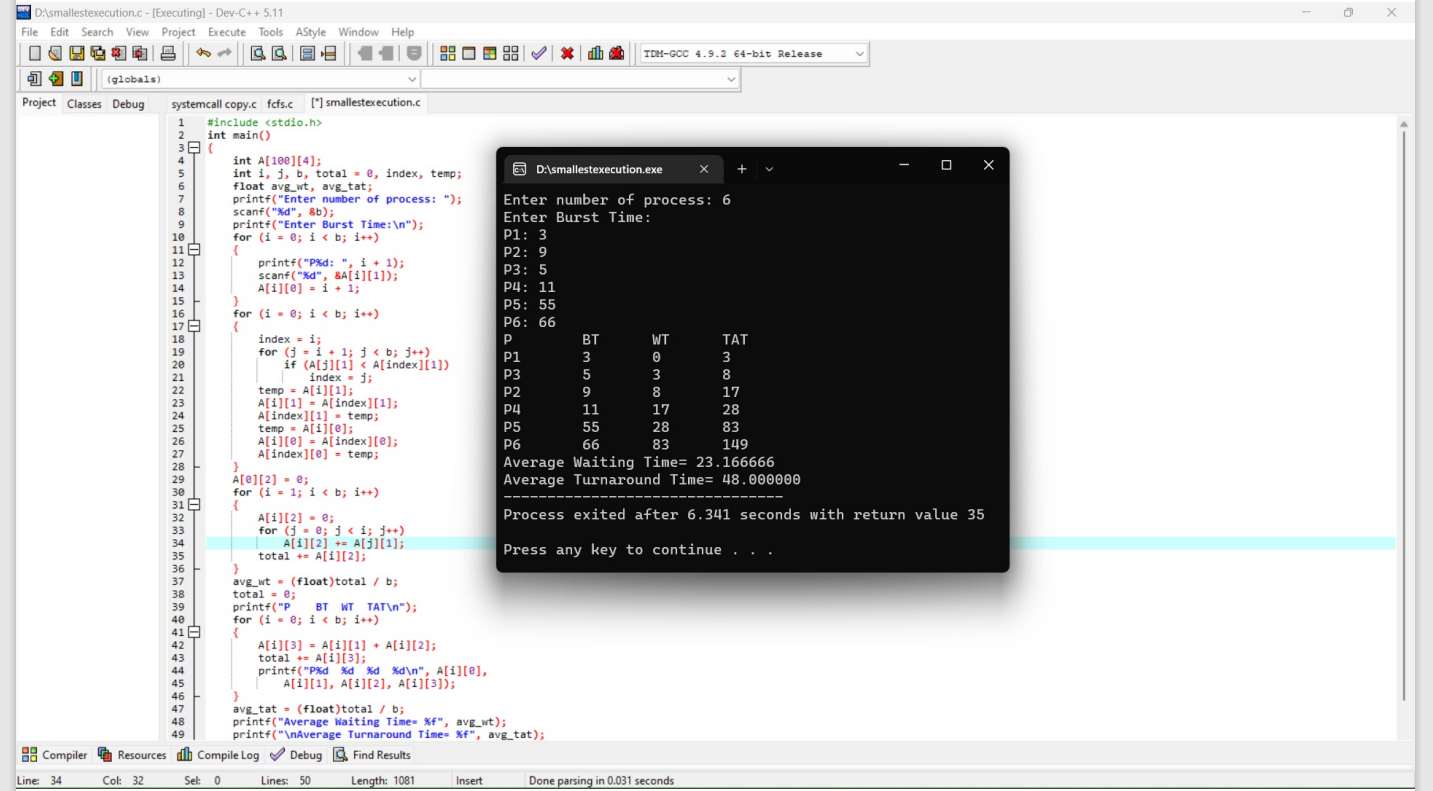 D:\smallestexecution.c - [Executing] - Dev-C++ 5.11
File Edit Search View Project Execute Tools AStyle Window Help
TDM-GCC 4.9.2 64-bit Release
(globals)
Project Classes Debug systemcall copy.c fcfs.c [*] smallestexecution.c
1 #include <stdio.h>
2 int main()
3 {
4 int A[100][4];
5 int i, j, b, total = 0, index, temp;
6 float avg_wt, avg_tat;
7 printf("Enter number of process: ");
8 scanf("%d", &b);
9 printf("Enter Burst Time:\n");
10 for (i = 0; i < b; i++)
11 {
12 printf("P%d: ", i + 1);
13 scanf("%d", &A[i][1]);
14 A[i][0] = i + 1;
15 }
16 for (i = 0; i < b; i++)
17 {
18 index = i;
19 for (j = i + 1; j < b; j++)
20 if (A[j][1] < A[index][1])
21 index = j;
22 temp = A[i][1];
23 A[i][1] = A[index][1];
24 A[index][1] = temp;
25 temp = A[i][0];
26 A[i][0] = A[index][0];
27 A[index][0] = temp;
28 }
29 A[0][2] = 0;
30 for (i = 1; i < b; i++)
31 {
32 A[i][2] = 0;
33 for (j = 0; j < i; j++)
34 A[i][2] += A[j][1];
35 total += A[i][2];
36 }
37 avg_wt = (float)total / b;
38 total = 0;
39 printf("P    BT  WT  TAT\n");
40 for (i = 0; i < b; i++)
41 {
42 A[i][3] = A[i][1] + A[i][2];
43 total += A[i][3];
44 printf("P%d  %d  %d  %d\n", A[i][0],
45 A[i][1], A[i][2], A[i][3]);
46 }
47 avg_tat = (float)total / b;
48 printf("Average Waiting Time= %f", avg_wt);
49 printf("\nAverage Turnaround Time= %f", avg_tat);
D:\smallestexecution.exe
Enter number of process: 6
Enter Burst Time:
P1: 3
P2: 9
P3: 5
P4: 11
P5: 55
P6: 66
P BT WT TAT
P1 3 0 3
P3 5 3 8
P2 9 8 17
P4 11 17 28
P5 55 28 83
P6 66 83 149
Average Waiting Time= 23.166666
Average Turnaround Time= 48.000000
--------------------------------
Process exited after 6.341 seconds with return value 35
Press any key to continue . . .
Compiler Resources Compile Log Debug Find Results
Line: 34 Col: 32 Sel: 0 Lines: 50 Length: 1081 Insert Done parsing in 0.031 seconds